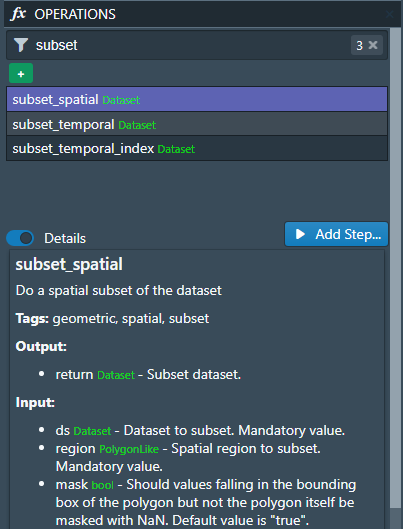 fx OPERATIONS
subset 3 ×
+
subset_spatial Dataset
subset_temporal Dataset
subset_temporal_index Dataset
Details Add Step...
subset_spatial
Do a spatial subset of the dataset
Tags: geometric, spatial, subset
Output:
• return Dataset - Subset dataset.
Input:
• ds Dataset - Dataset to subset. Mandatory value.
• region PolygonLike - Spatial region to subset.
Mandatory value.
• mask bool - Should values falling in the bounding
box of the polygon but not the polygon itself be
masked with NaN. Default value is "true".